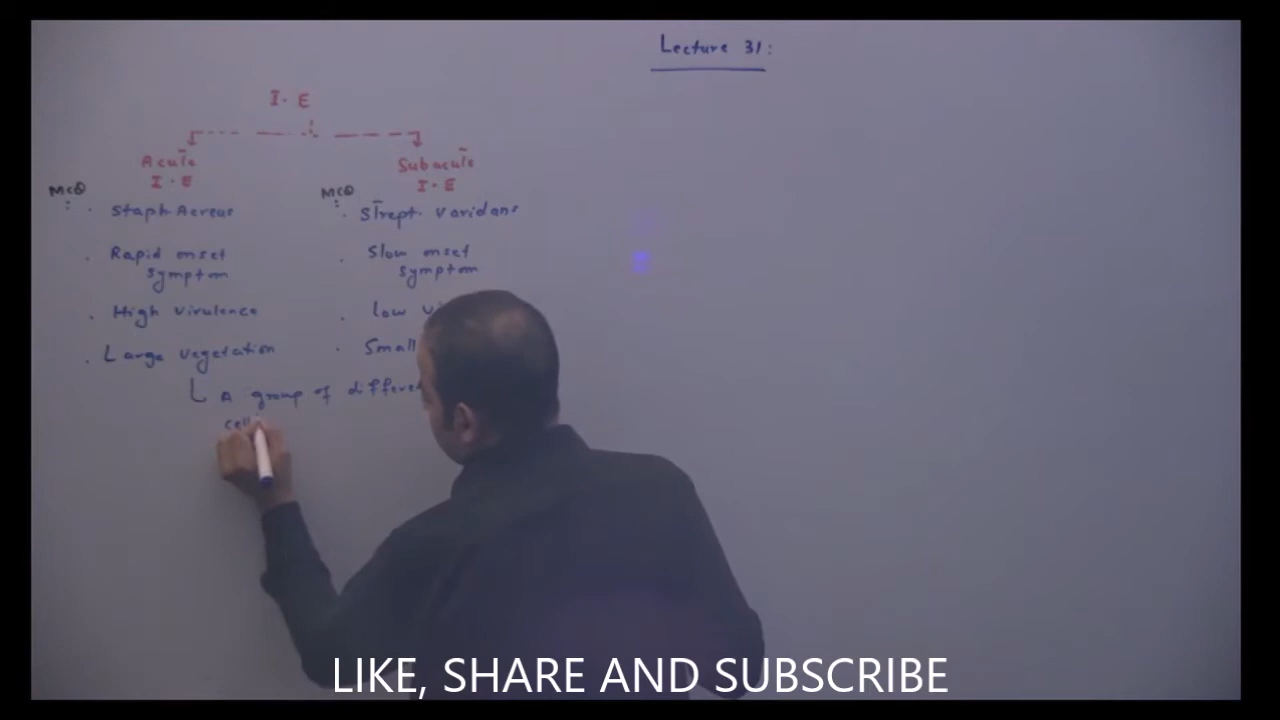 Lecture 31:
I.E
Acute
I.E
Subacute
I.E
MCQ
: . Staph Aereus
MCQ
: . Strept. Varidans
. Rapid onset
symptom
. Slow onset
symptom
. High Virulence
. low
. Large Vegetation
. Small
A group of
cell
LIKE, SHARE AND SUBSCRIBE